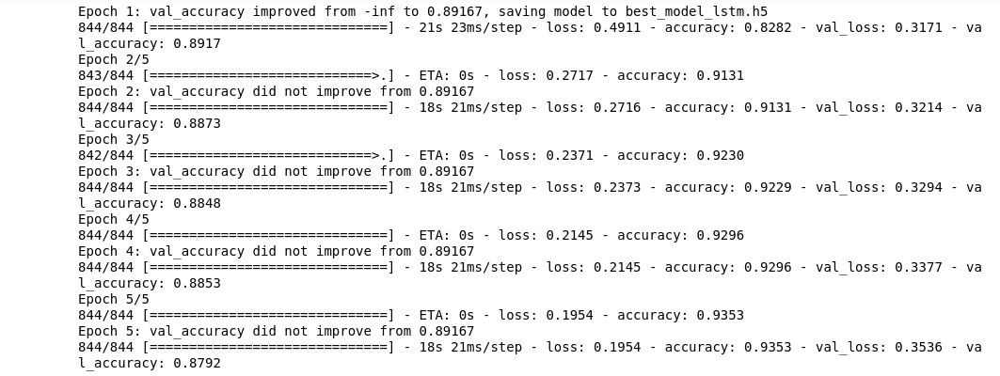 Epoch 1: val_accuracy improved from -inf to 0.89167, saving model to best_model_lstm.h5
844/844 [==============================] - 21s 23ms/step - loss: 0.4911 - accuracy: 0.8282 - val_loss: 0.3171 - va
l_accuracy: 0.8917
Epoch 2/5
843/844 [============================>.] - ETA: 0s - loss: 0.2717 - accuracy: 0.9131
Epoch 2: val_accuracy did not improve from 0.89167
844/844 [==============================] - 18s 21ms/step - loss: 0.2716 - accuracy: 0.9131 - val_loss: 0.3214 - va
l_accuracy: 0.8873
Epoch 3/5
842/844 [============================>.] - ETA: 0s - loss: 0.2371 - accuracy: 0.9230
Epoch 3: val_accuracy did not improve from 0.89167
844/844 [==============================] - 18s 21ms/step - loss: 0.2373 - accuracy: 0.9229 - val_loss: 0.3294 - va
l_accuracy: 0.8848
Epoch 4/5
844/844 [==============================] - ETA: 0s - loss: 0.2145 - accuracy: 0.9296
Epoch 4: val_accuracy did not improve from 0.89167
844/844 [==============================] - 18s 21ms/step - loss: 0.2145 - accuracy: 0.9296 - val_loss: 0.3377 - va
l_accuracy: 0.8853
Epoch 5/5
844/844 [==============================] - ETA: 0s - loss: 0.1954 - accuracy: 0.9353
Epoch 5: val_accuracy did not improve from 0.89167
844/844 [==============================] - 18s 21ms/step - loss: 0.1954 - accuracy: 0.9353 - val_loss: 0.3536 - va
l_accuracy: 0.8792